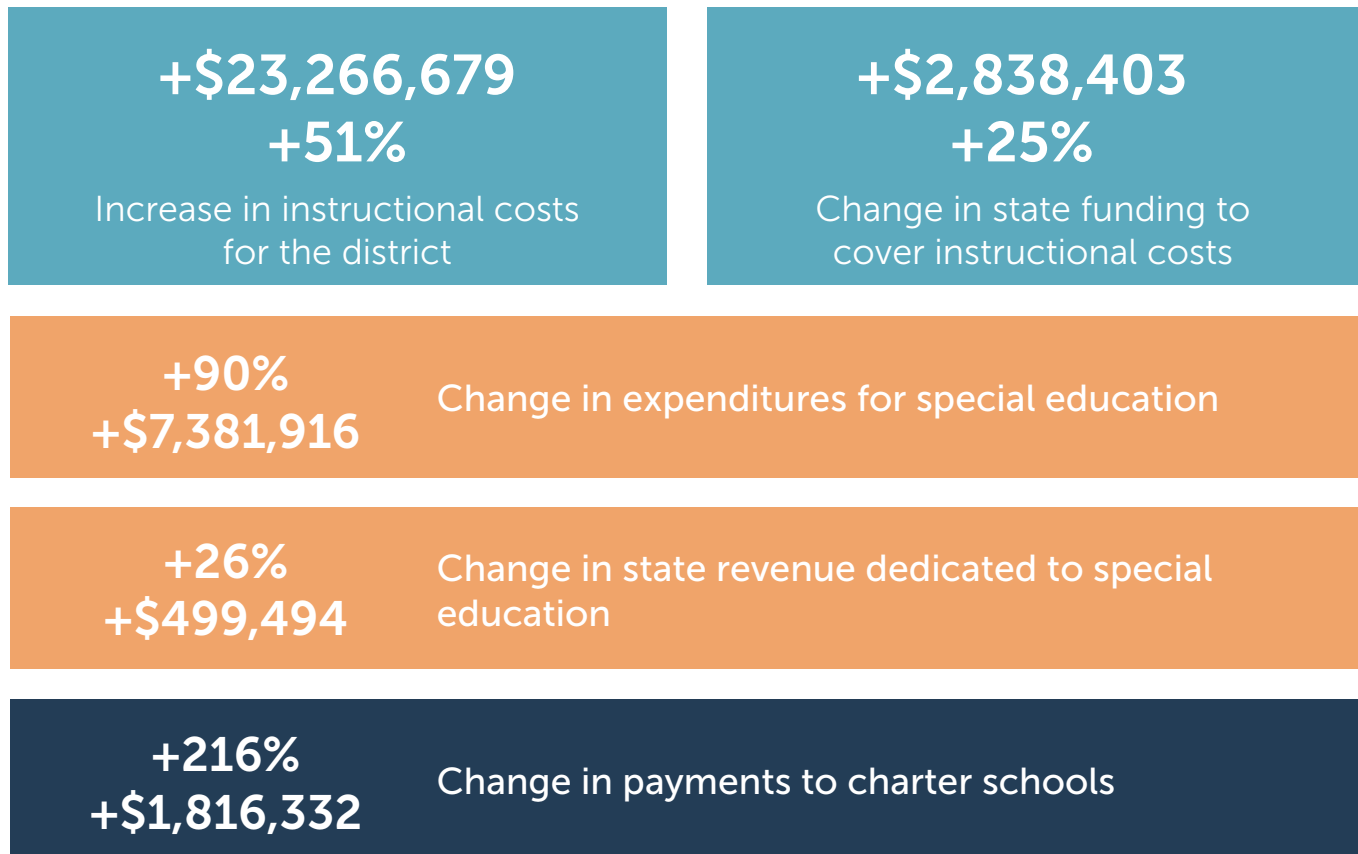 +$23,266,679
+51%
Increase in instructional costs
for the district
+$2,838,403
+25%
Change in state funding to
cover instructional costs
+90%
+$7,381,916
Change in expenditures for special education
+26%
+$499,494
Change in state revenue dedicated to special
education
+216%
+$1,816,332
Change in payments to charter schools